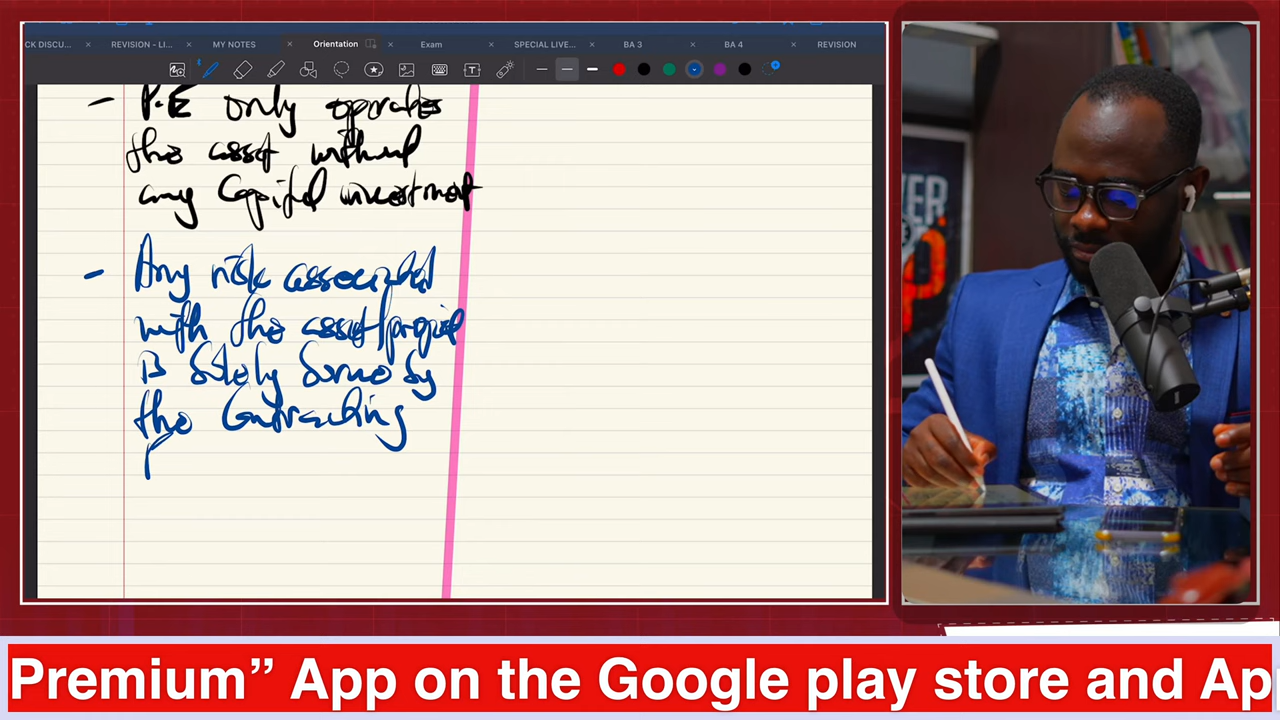 CK DISCU... REVISION - LI... MY NOTES Orientation Exam SPECIAL LIVE... BA 3 BA 4 REVISION
- P.E only operates
the asset without
any Capital investment
- Any risk associated
with the asset/project
is solely borne by
the Contracting
Premium” App on the Google play store and Ap